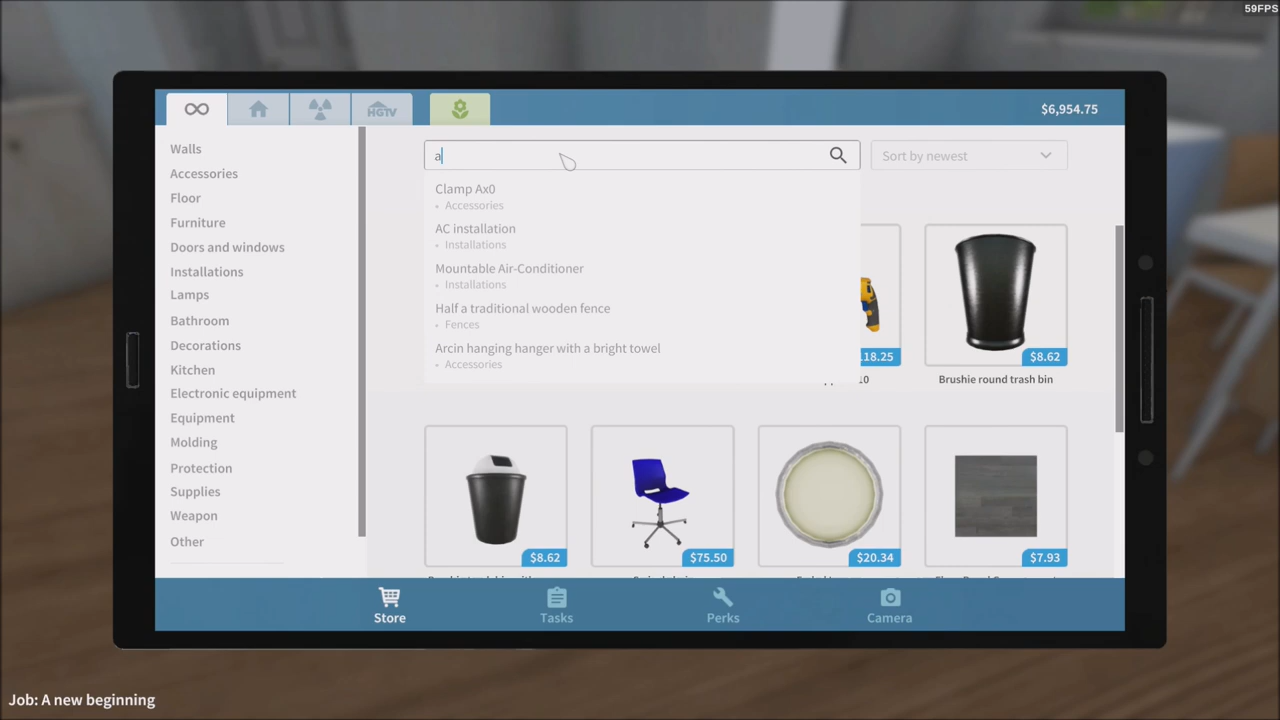 59FPS
HGTV
$6,954.75
Walls
Accessories
Floor
Furniture
Doors and windows
Installations
Lamps
Bathroom
Decorations
Kitchen
Electronic equipment
Equipment
Molding
Protection
Supplies
Weapon
Other
a
Sort by newest
Clamp Ax0
• Accessories
AC installation
• Installations
Mountable Air-Conditioner
• Installations
Half a traditional wooden fence
• Fences
Arcin hanging hanger with a bright towel
• Accessories
18.25
$8.62
Brushie round trash bin
$8.62
$75.50
$20.34
$7.93
Store
Tasks
Perks
Camera
Job: A new beginning